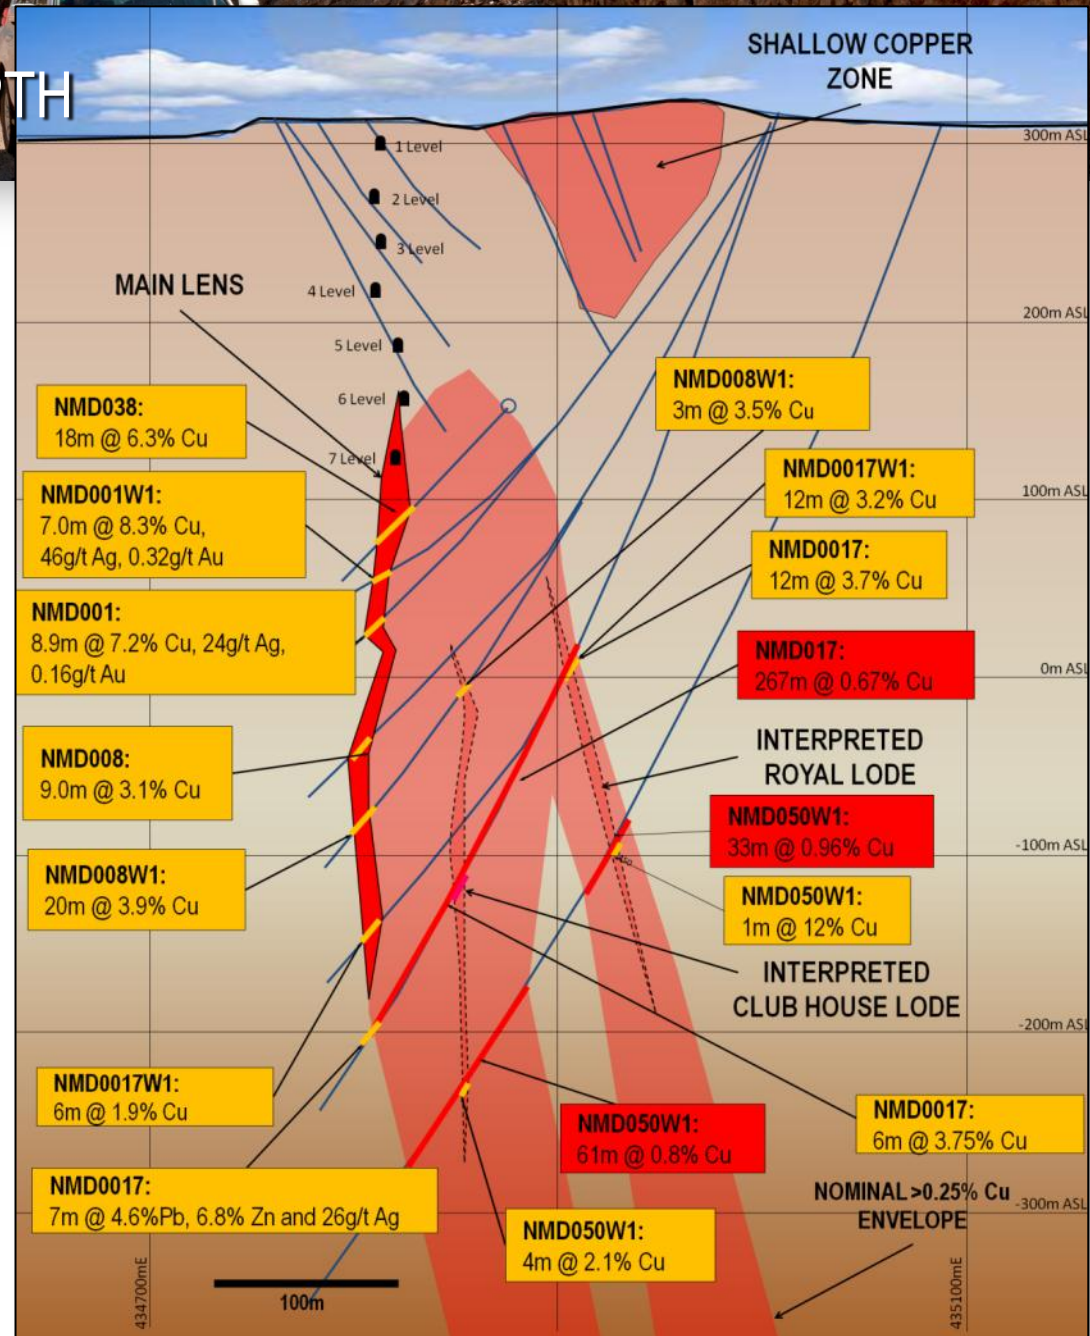 PTH
SHALLOW COPPER
ZONE
300m ASL
1 Level
2 Level
3 Level
MAIN LENS
4 Level
200m ASL
5 Level
NMD008W1:
3m @ 3.5% Cu
6 Level
NMD038:
18m @ 6.3% Cu
7 Level
NMD0017W1:
12m @ 3.2% Cu
100m ASL
NMD001W1:
7.0m @ 8.3% Cu,
46g/t Ag, 0.32g/t Au
NMD0017:
12m @ 3.7% Cu
NMD001:
8.9m @ 7.2% Cu, 24g/t Ag,
0.16g/t Au
NMD017:
267m @ 0.67% Cu
0m ASL
INTERPRETED
ROYAL LODE
NMD008:
9.0m @ 3.1% Cu
NMD050W1:
33m @ 0.96% Cu
-100m ASL
NMD008W1:
20m @ 3.9% Cu
NMD050W1:
1m @ 12% Cu
INTERPRETED
CLUB HOUSE LODE
-200m ASL
NMD0017W1:
6m @ 1.9% Cu
NMD050W1:
61m @ 0.8% Cu
NMD0017:
6m @ 3.75% Cu
NMD0017:
7m @ 4.6%Pb, 6.8% Zn and 26g/t Ag
NOMINAL >0.25% Cu
ENVELOPE
-300m ASL
NMD050W1:
4m @ 2.1% Cu
434700mE
100m
435100mE